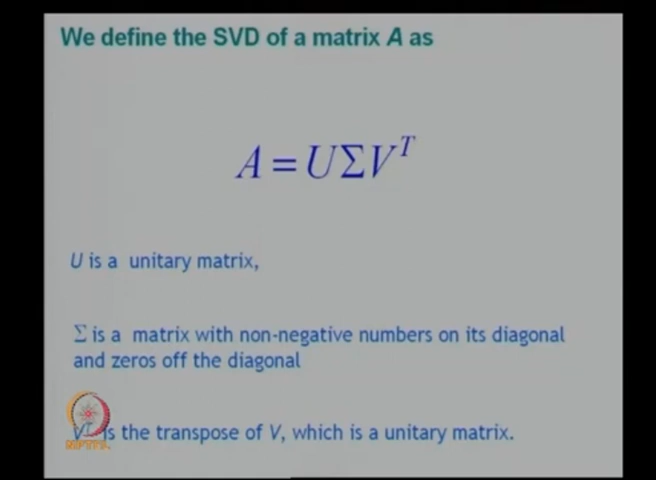 We define the SVD of a matrix A as
A = UΣV^T
U is a unitary matrix,
Σ is a matrix with non-negative numbers on its diagonal
and zeros off the diagonal
V^T is the transpose of V, which is a unitary matrix.
NPTEL